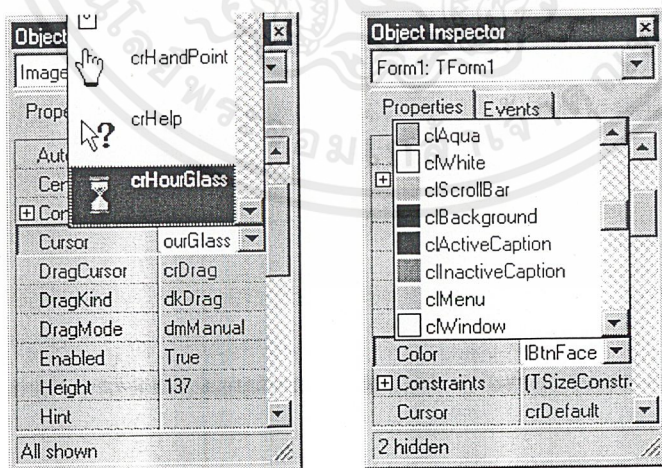 Object
Image
crHandPoint
Prope
crHelp
Aut
Cen
crHourGlass
Con
Cursor ourGlass
DragCursor crDrag
DragKind dkDrag
DragMode dmManual
Enabled True
Height 137
Hint
All shown
Object Inspector
Form1: TForm1
Properties Events
clAqua
clWhite
clScrollBar
clBackground
clActiveCaption
clInactiveCaption
clMenu
clWindow
Color lBtnFace
Constraints (TSizeConstr
Cursor crDefault
2 hidden